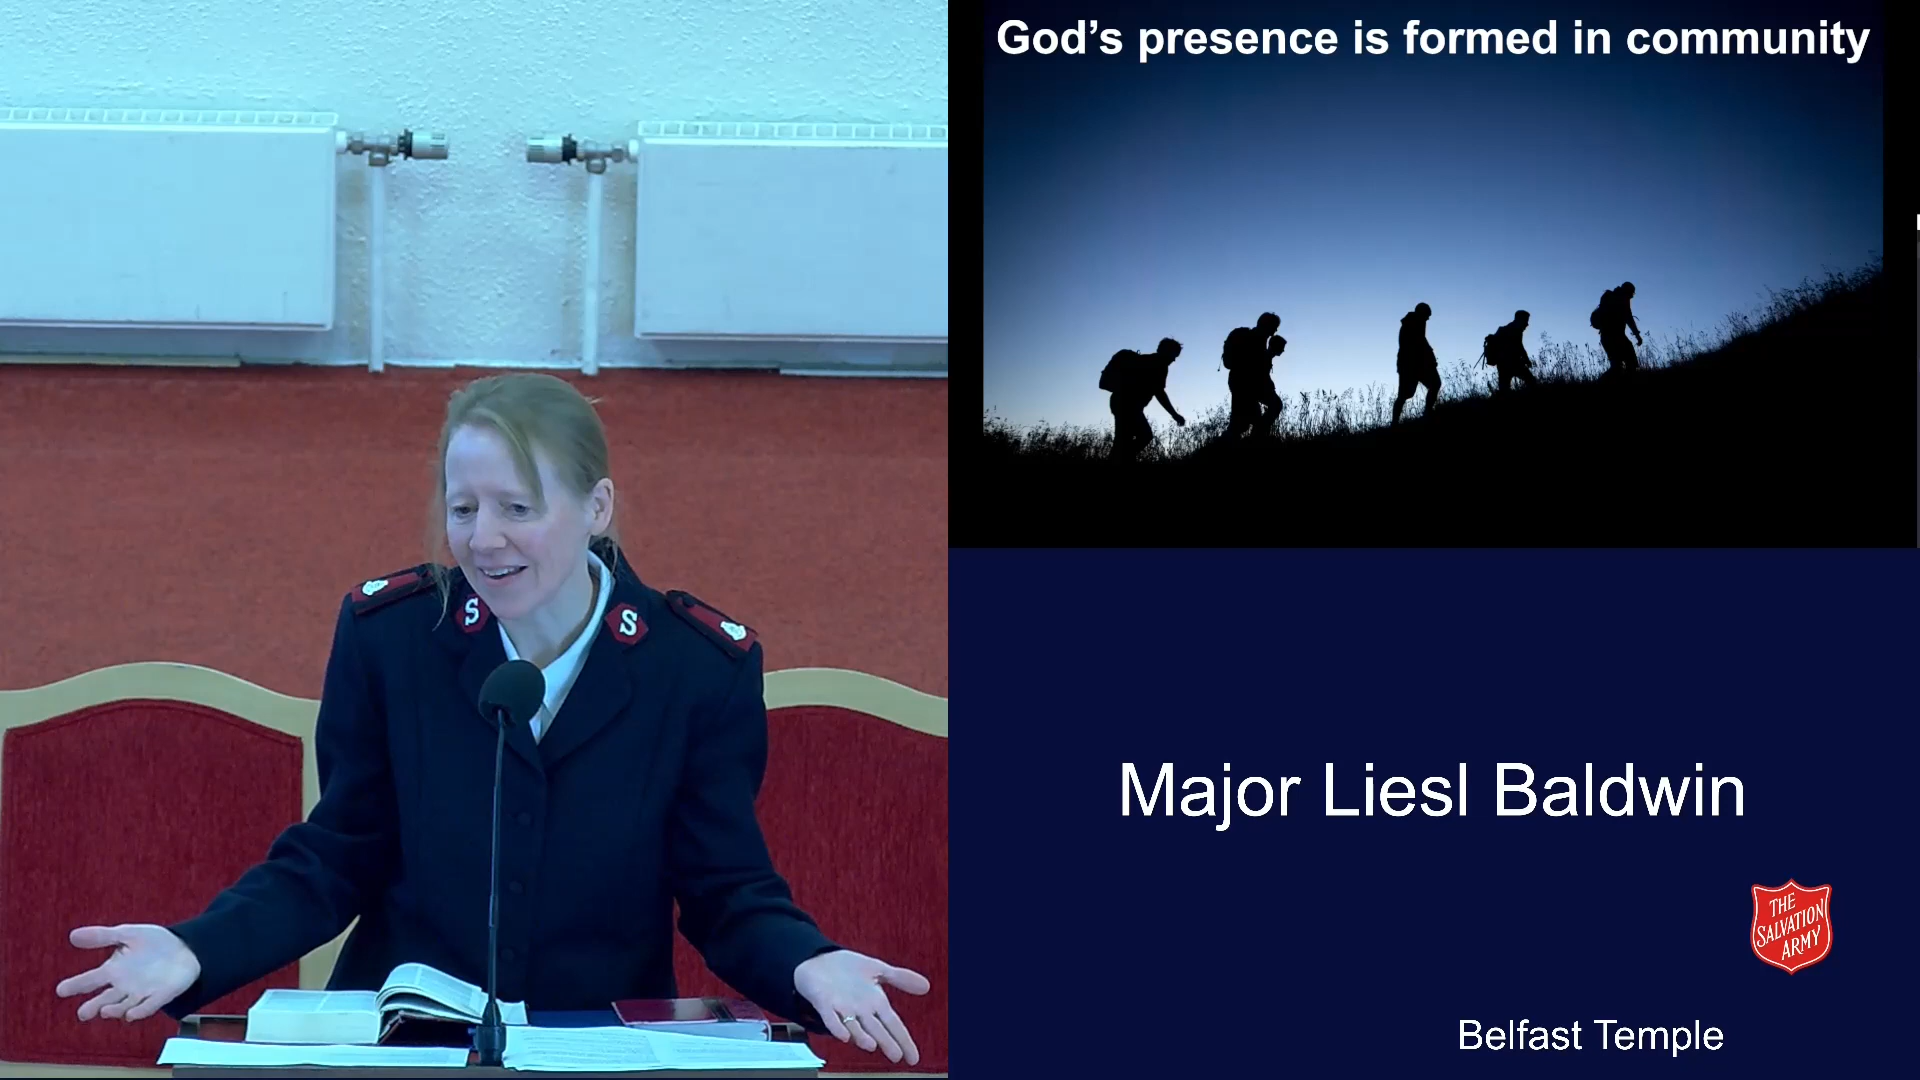 God’s presence is formed in community
S S
Major Liesl Baldwin
THE
SALVATION
ARMY
Belfast Temple